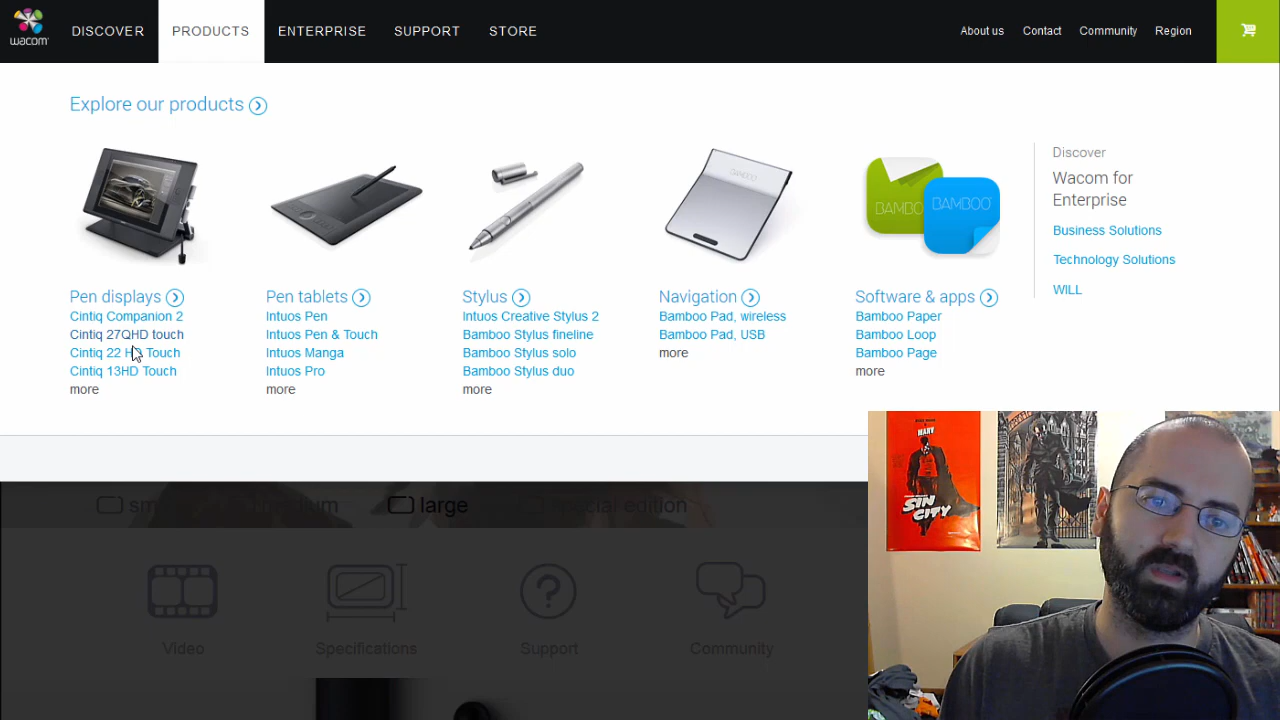 wacom
DISCOVER
PRODUCTS
ENTERPRISE
SUPPORT
STORE
About us
Contact
Community
Region
Explore our products
Pen displays
Cintiq Companion 2
Cintiq 27QHD touch
Cintiq 22 HD Touch
Cintiq 13HD Touch
more
Pen tablets
Intuos Pen
Intuos Pen & Touch
Intuos Manga
Intuos Pro
more
Stylus
Intuos Creative Stylus 2
Bamboo Stylus fineline
Bamboo Stylus solo
Bamboo Stylus duo
more
BAMBOO
Navigation
Bamboo Pad, wireless
Bamboo Pad, USB
more
BAMBOO
BAMBOO
Software & apps
Bamboo Paper
Bamboo Loop
Bamboo Page
more
Discover
Wacom for
Enterprise
Business Solutions
Technology Solutions
WILL
small
medium
large
special edition
Video
Specifications
Support
Community
MARV
SIN
CITY